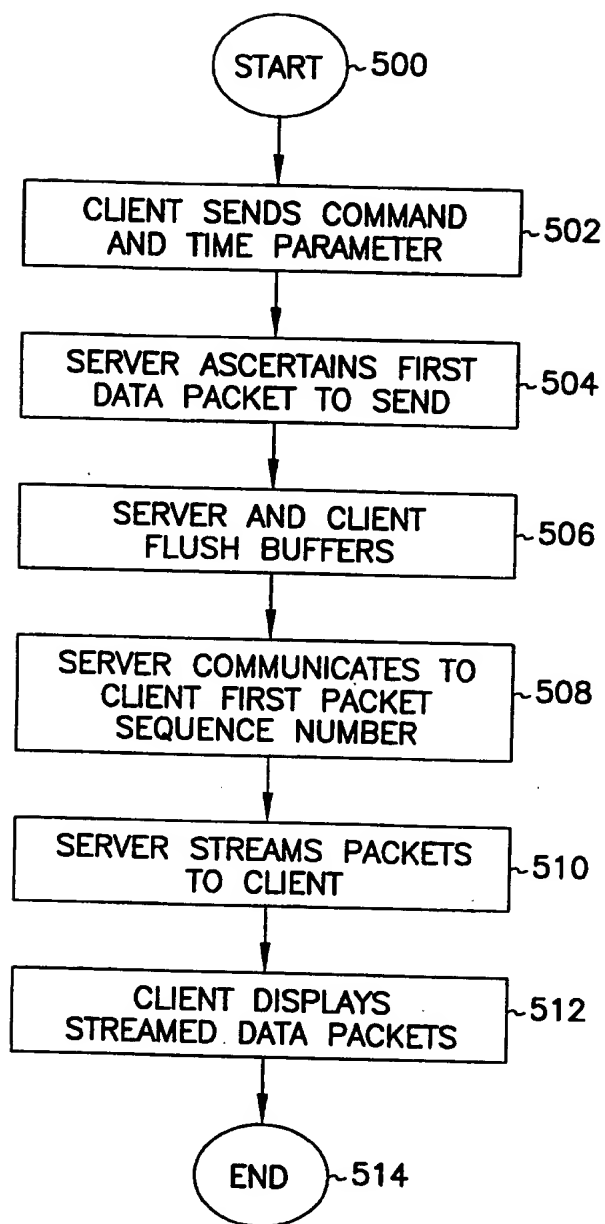 START
500
CLIENT SENDS COMMAND
AND TIME PARAMETER
502
SERVER ASCERTAINS FIRST
DATA PACKET TO SEND
504
SERVER AND CLIENT
FLUSH BUFFERS
506
SERVER COMMUNICATES TO
CLIENT FIRST PACKET
SEQUENCE NUMBER
508
SERVER STREAMS PACKETS
TO CLIENT
510
CLIENT DISPLAYS
STREAMED DATA PACKETS
512
END
514